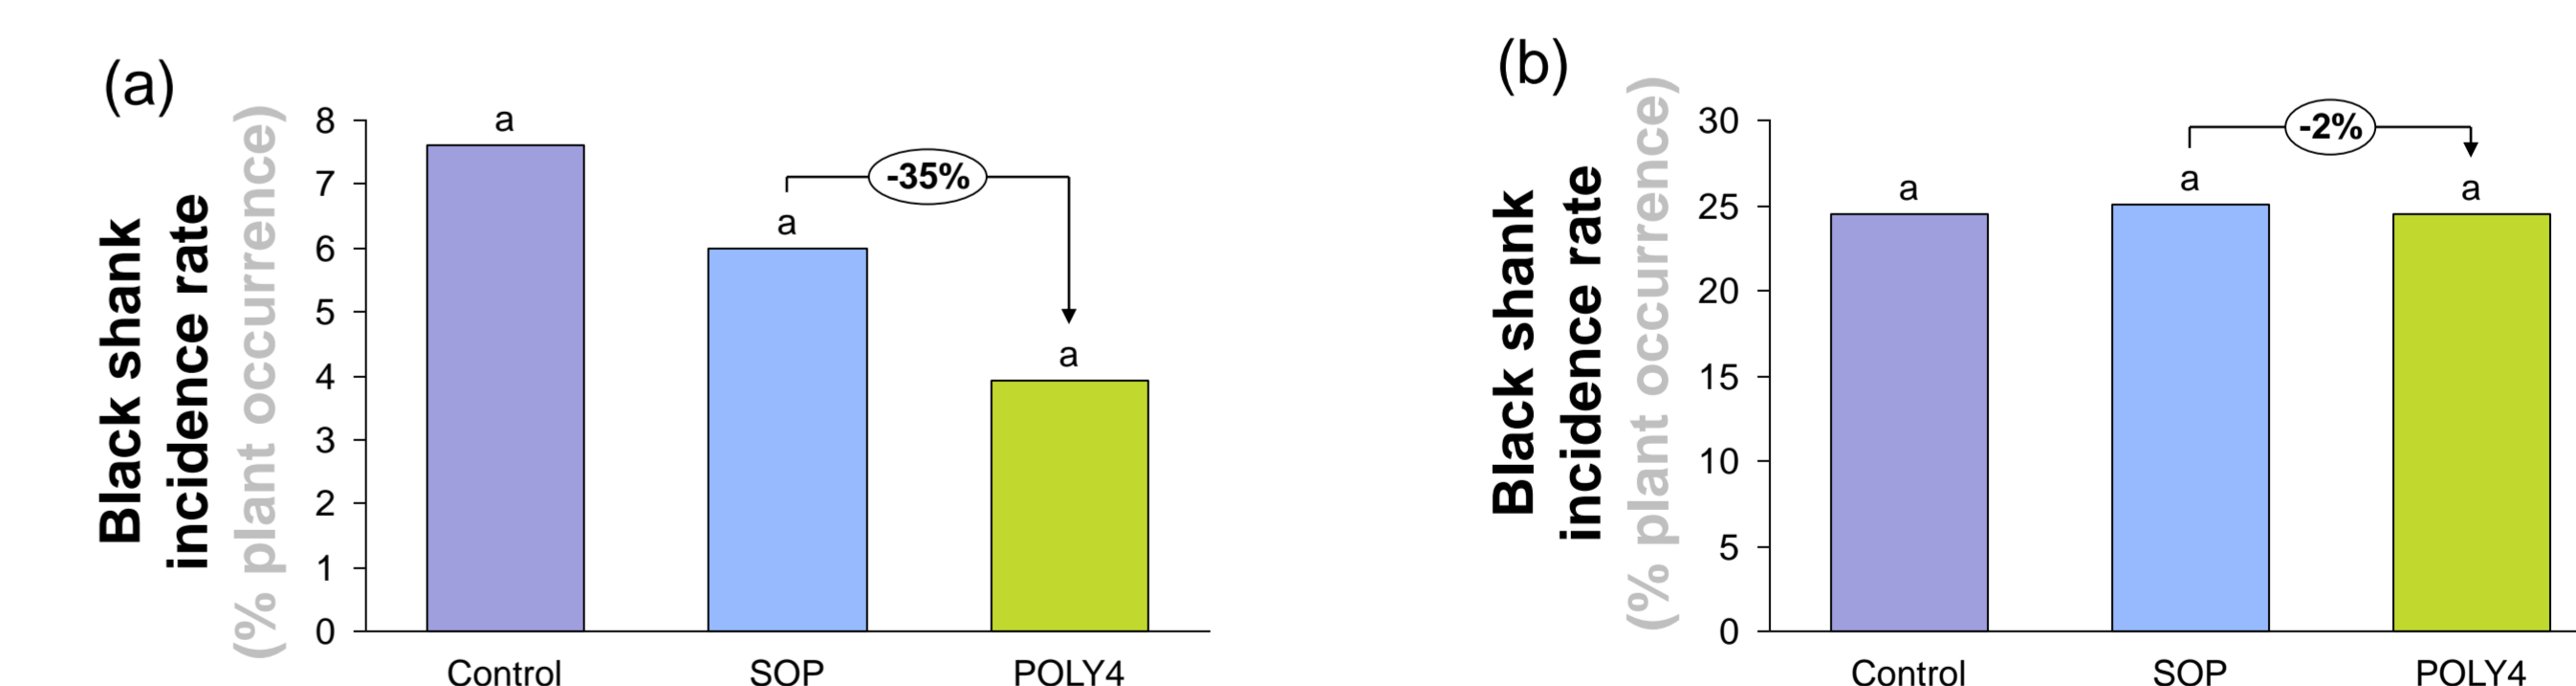 (a)
Black shank
incidence rate
(% plant occurrence)
8
7
6
5
4
3
2
1
0
a
a
a
-35%
Control
SOP
POLY4
(b)
Black shank
incidence rate
(% plant occurrence)
30
25
20
15
10
5
0
a
a
a
-2%
Control
SOP
POLY4